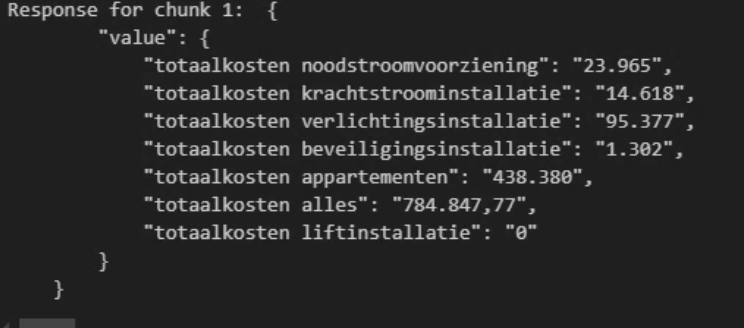 Response for chunk 1:  {
        "value": {
            "totaalkosten noodstroomvoorziening": "23.965",
            "totaalkosten krachtstroominstallatie": "14.618",
            "totaalkosten verlichtingsinstallatie": "95.377",
            "totaalkosten beveiligingsinstallatie": "1.302",
            "totaalkosten appartementen": "438.380",
            "totaalkosten alles": "784.847,77",
            "totaalkosten liftinstallatie": "0"
        }
    }